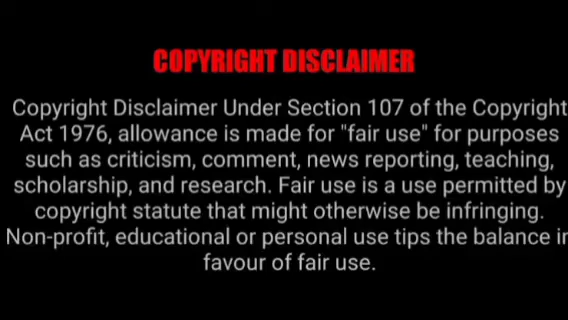 COPYRIGHT DISCLAIMER
Copyright Disclaimer Under Section 107 of the Copyright
Act 1976, allowance is made for "fair use" for purposes
such as criticism, comment, news reporting, teaching,
scholarship, and research. Fair use is a use permitted by
copyright statute that might otherwise be infringing.
Non-profit, educational or personal use tips the balance in
favour of fair use.